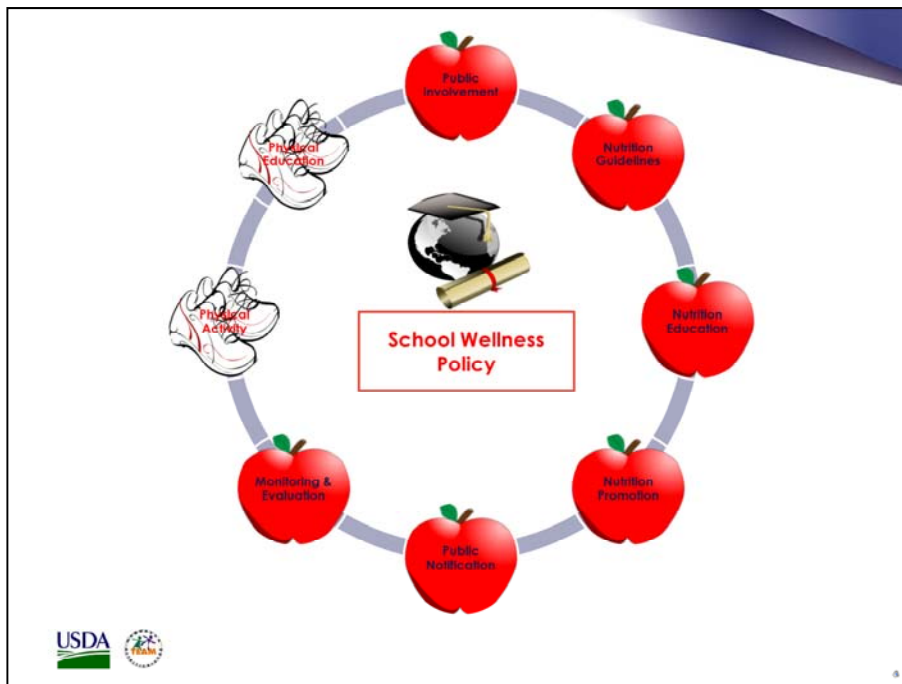 Public
Involvement
Nutrition
Guidelines
Nutrition
Education
Nutrition
Promotion
Public
Notification
Monitoring &
Evaluation
Physical
Activity
Physical
Education
School Wellness
Policy
USDA
TEAM